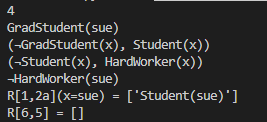 4
GradStudent(sue)
(¬GradStudent(x), Student(x))
(¬Student(x), HardWorker(x))
¬HardWorker(sue)
R[1,2a](x=sue) = ['Student(sue)']
R[6,5] = []